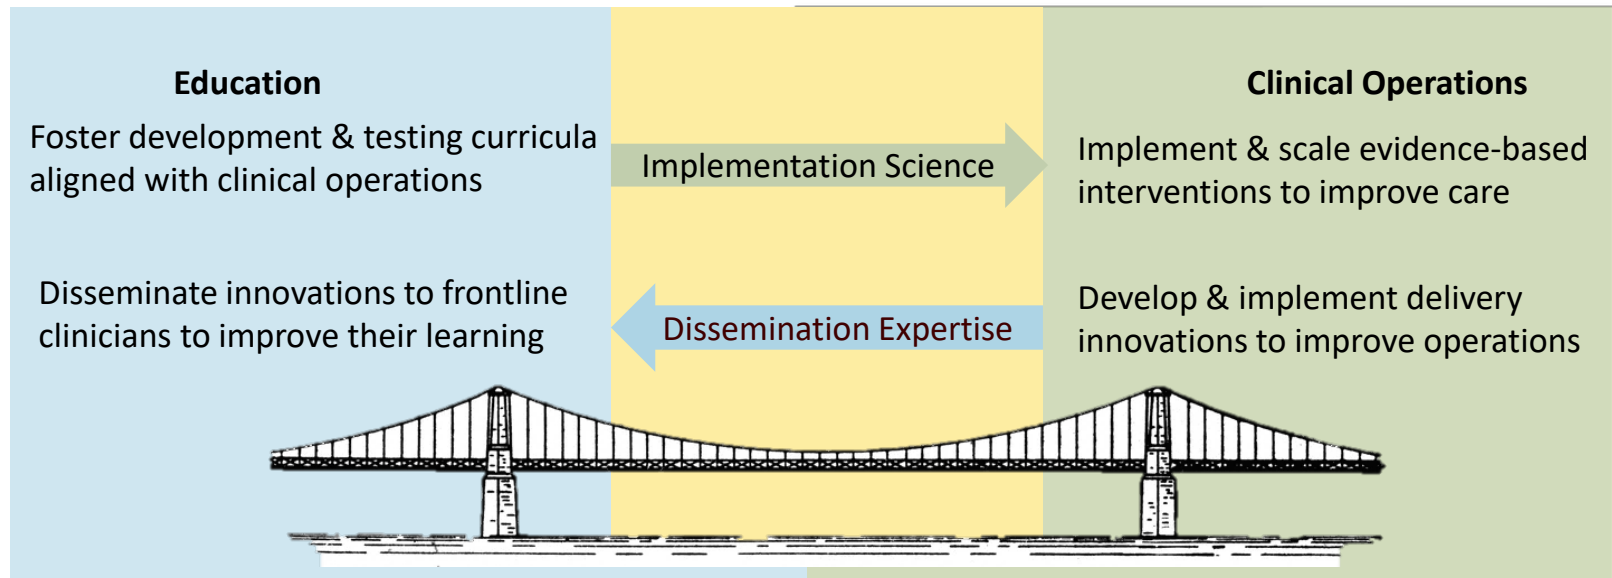 Education
Foster development & testing curricula
aligned with clinical operations
Disseminate innovations to frontline
clinicians to improve their learning
Implementation Science
Dissemination Expertise
Clinical Operations
Implement & scale evidence-based
interventions to improve care
Develop & implement delivery
innovations to improve operations